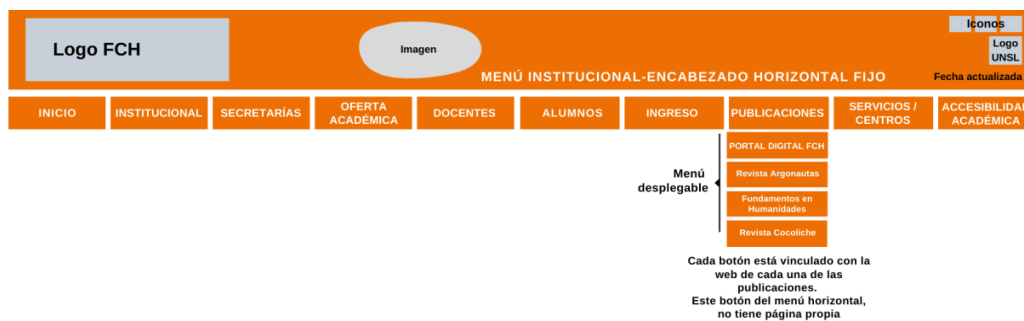 Logo FCH
Imagen
Iconos
Logo
UNSL
MENÚ INSTITUCIONAL-ENCABEZADO HORIZONTAL FIJO
Fecha actualizada
INICIO
INSTITUCIONAL
SECRETARÍAS
OFERTA
ACADÉMICA
DOCENTES
ALUMNOS
INGRESO
PUBLICACIONES
SERVICIOS /
CENTROS
ACCESIBILIDAD
ACADÉMICA
PORTAL DIGITAL FCH
Menú
desplegable
Revista Argonautas
Fundamentos en
Humanidades
Revista Cocoliche
Cada botón está vinculado con la
web de cada una de las
publicaciones.
Este botón del menú horizontal,
no tiene página propia